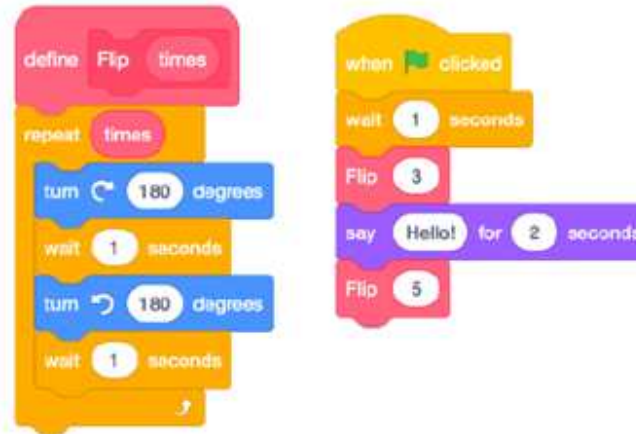 define Flip times
repeat times
turn 180 degrees
wait 1 seconds
turn 180 degrees
wait 1 seconds
when clicked
wait 1 seconds
Flip 3
say Hello! for 2 seconds
Flip 5